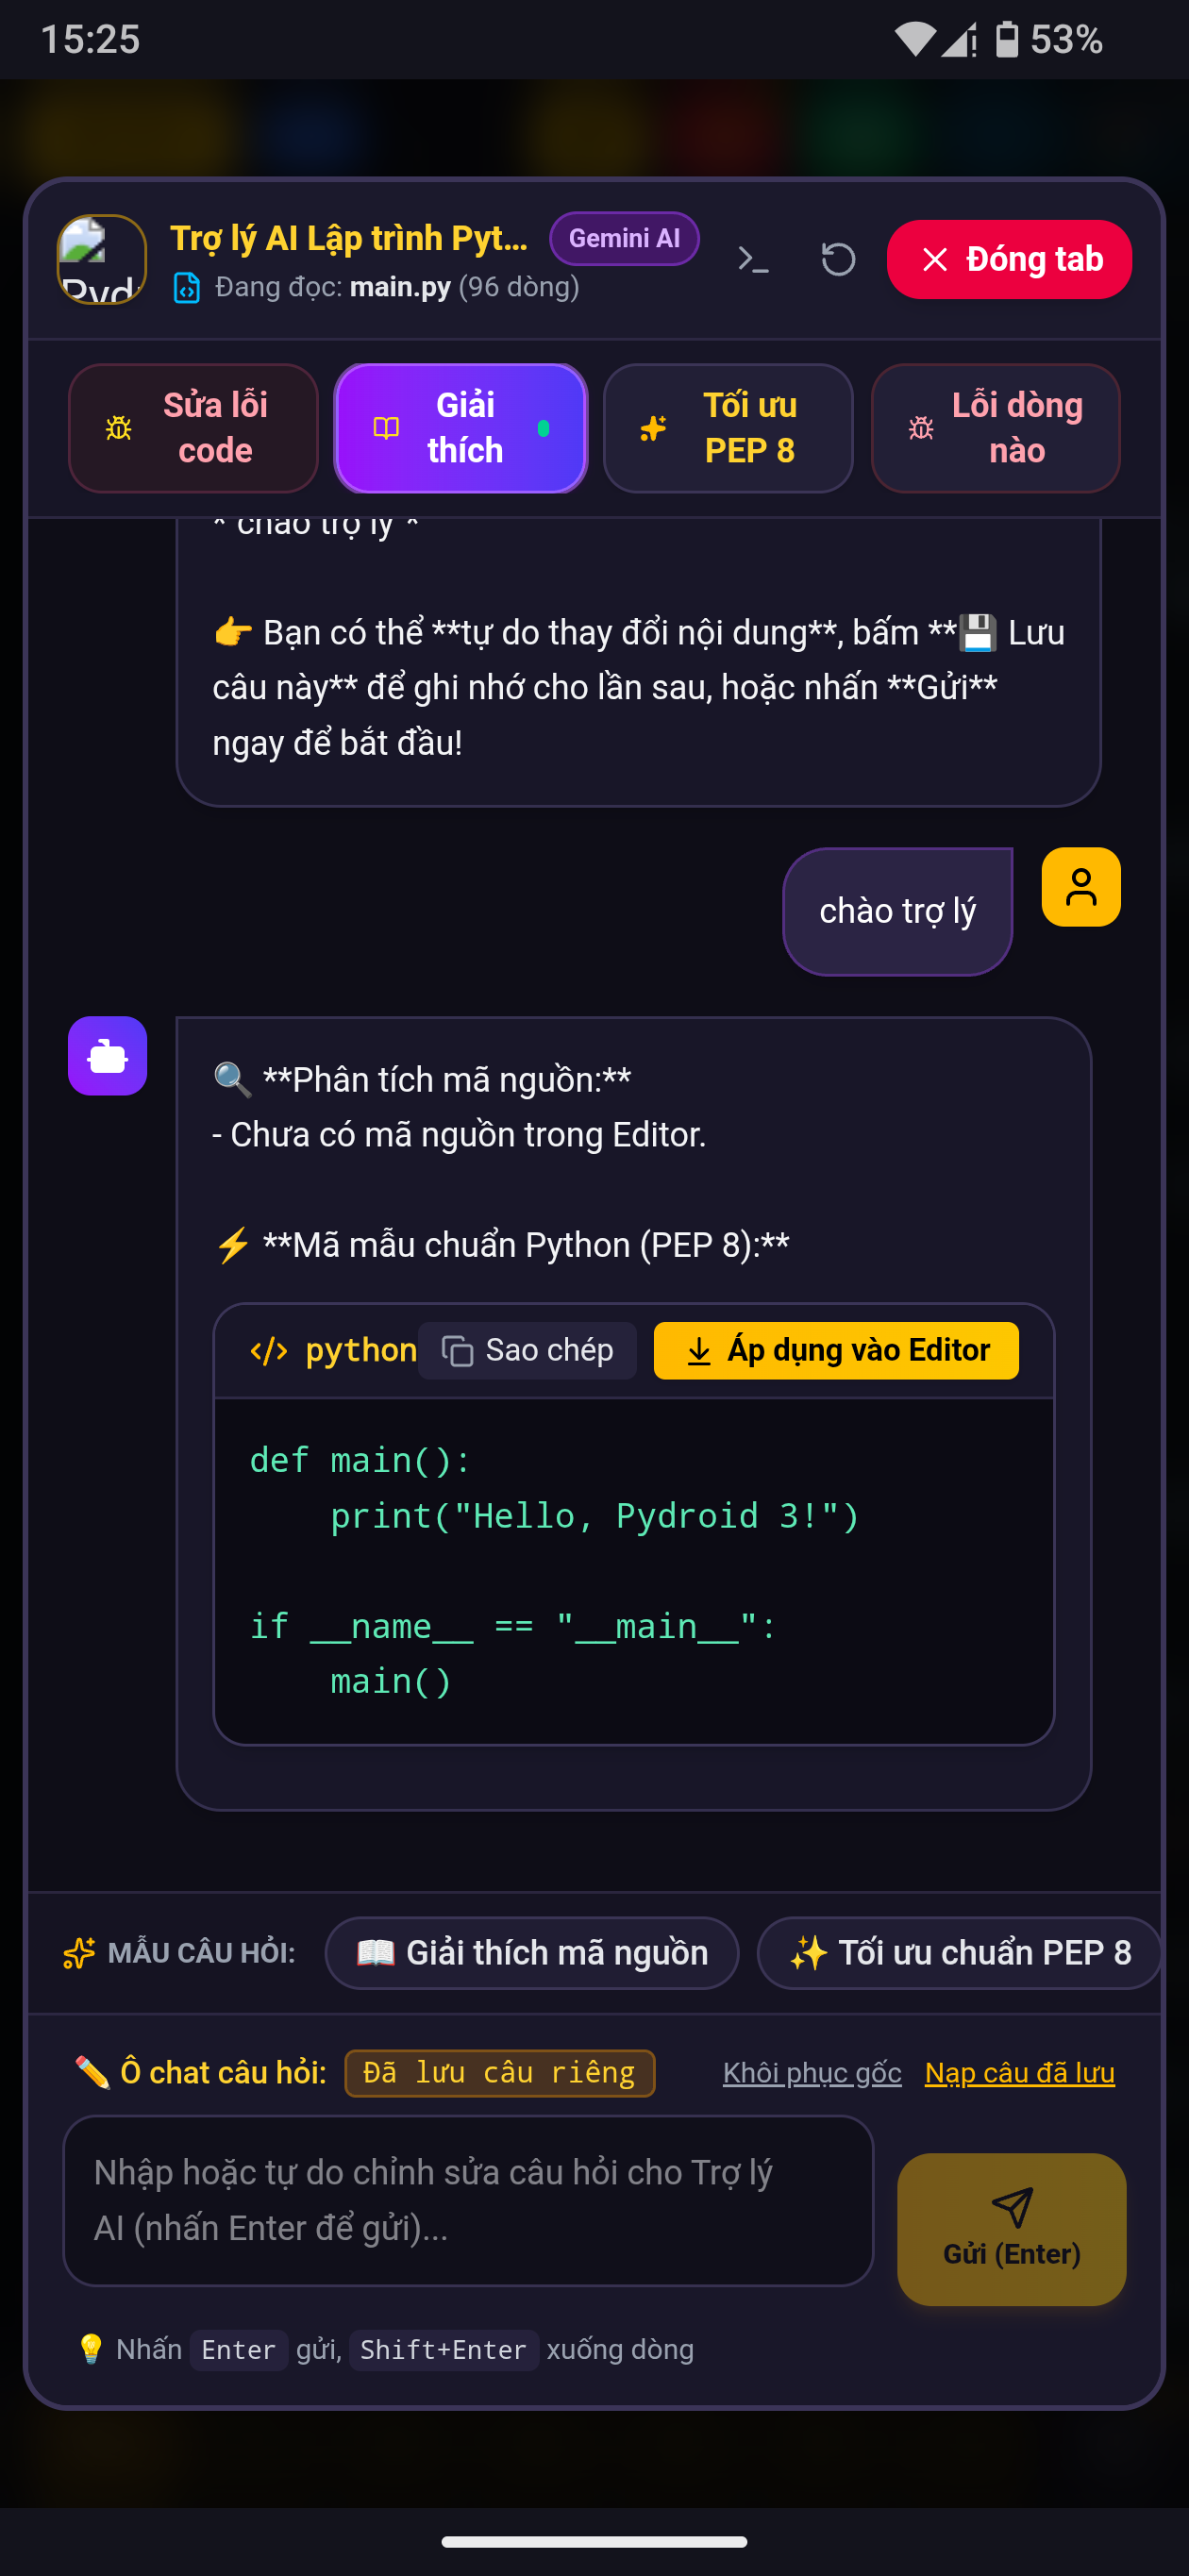 15:25
53%
Trợ lý AI Lập trình Pyt...
Gemini AI
Đang đọc: main.py (96 dòng)
Đóng tab
Sửa lỗi
code
Giải
thích
Tối ưu
PEP 8
Lỗi dòng
nào
* chào trợ lý *
👉 Bạn có thể **tự do thay đổi nội dung**, bấm **💾 Lưu
câu này** để ghi nhớ cho lần sau, hoặc nhấn **Gửi**
ngay để bắt đầu!
chào trợ lý
🔍 **Phân tích mã nguồn:**
- Chưa có mã nguồn trong Editor.
⚡ **Mã mẫu chuẩn Python (PEP 8):**
python
Sao chép
Áp dụng vào Editor
def main():
    print("Hello, Pydroid 3!")
if __name__ == "__main__":
    main()
MẪU CÂU HỎI:
📖 Giải thích mã nguồn
✨ Tối ưu chuẩn PEP 8
✏️ Ô chat câu hỏi:
Đã lưu câu riêng
Khôi phục gốc
Nạp câu đã lưu
Nhập hoặc tự do chỉnh sửa câu hỏi cho Trợ lý
AI (nhấn Enter để gửi)...
Gửi (Enter)
💡 Nhấn Enter gửi, Shift+Enter xuống dòng